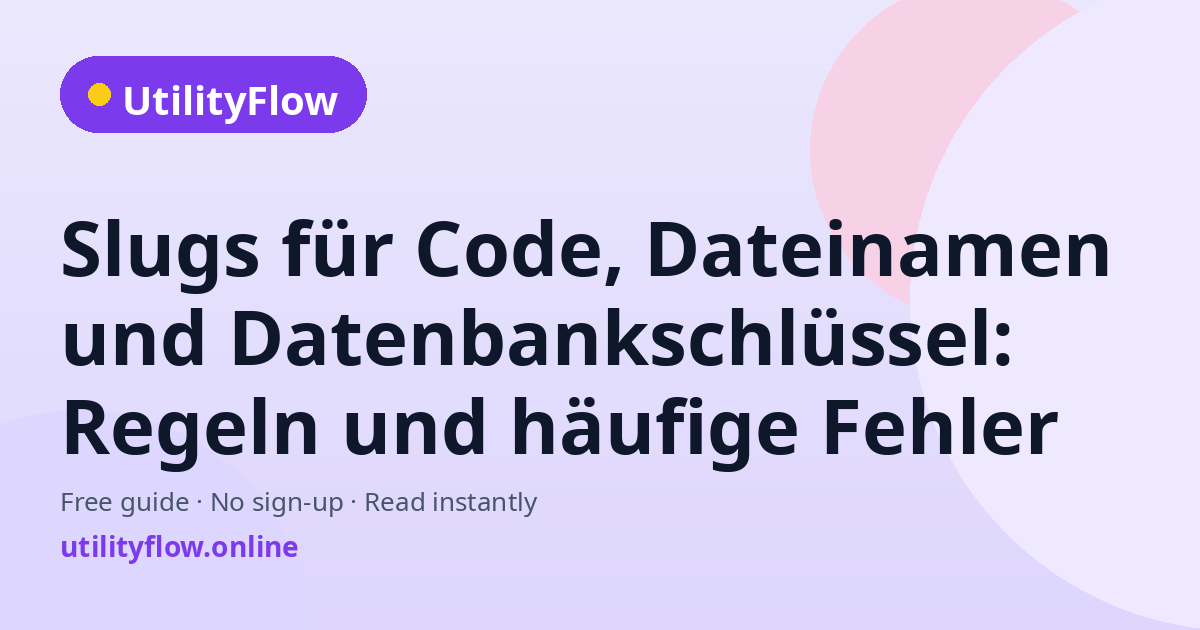 UtilityFlow
Slugs für Code, Dateinamen
und Datenbankschlüssel:
Regeln und häufige Fehler
Free guide · No sign-up · Read instantly
utilityflow.online